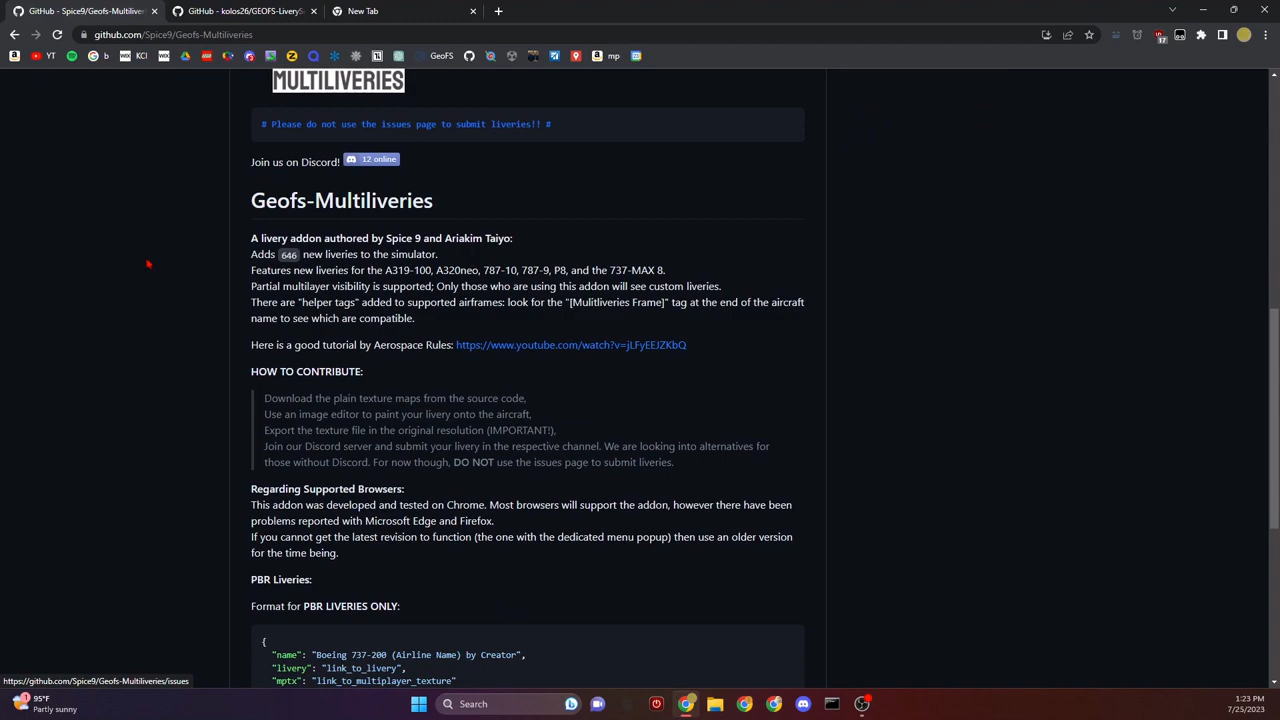 GitHub - Spice9/Geofs-Multiliver
GitHub - kolos26/GEOFS-LiverySe
New Tab
github.com/Spice9/Geofs-Multiliveries
17
YT
b
KCI
GeoFS
mp
MULTILIVERIES
# Please do not use the issues page to submit liveries!! #
Join us on Discord! 12 online
Geofs-Multiliveries
A livery addon authored by Spice 9 and Ariakim Taiyo:
Adds 646 new liveries to the simulator.
Features new liveries for the A319-100, A320neo, 787-10, 787-9, P8, and the 737-MAX 8.
Partial multilayer visibility is supported; Only those who are using this addon will see custom liveries.
There are "helper tags" added to supported airframes: look for the "[Mulitliveries Frame]" tag at the end of the aircraft
name to see which are compatible.
Here is a good tutorial by Aerospace Rules: https://www.youtube.com/watch?v=jLFyEEJZKbQ
HOW TO CONTRIBUTE:
Download the plain texture maps from the source code,
Use an image editor to paint your livery onto the aircraft,
Export the texture file in the original resolution (IMPORTANT!),
Join our Discord server and submit your livery in the respective channel. We are looking into alternatives for
those without Discord. For now though, DO NOT use the issues page to submit liveries.
Regarding Supported Browsers:
This addon was developed and tested on Chrome. Most browsers will support the addon, however there have been
problems reported with Microsoft Edge and Firefox.
If you cannot get the latest revision to function (the one with the dedicated menu popup) then use an older version
for the time being.
PBR Liveries:
Format for PBR LIVERIES ONLY:
{
"name": "Boeing 737-200 (Airline Name) by Creator",
"livery": "link_to_livery",
"mptx": "link_to_multiplayer_texture"
https://github.com/Spice9/Geofs-Multiliveries/issues
1
95°F
Partly sunny
Search
1:23 PM
7/25/2023